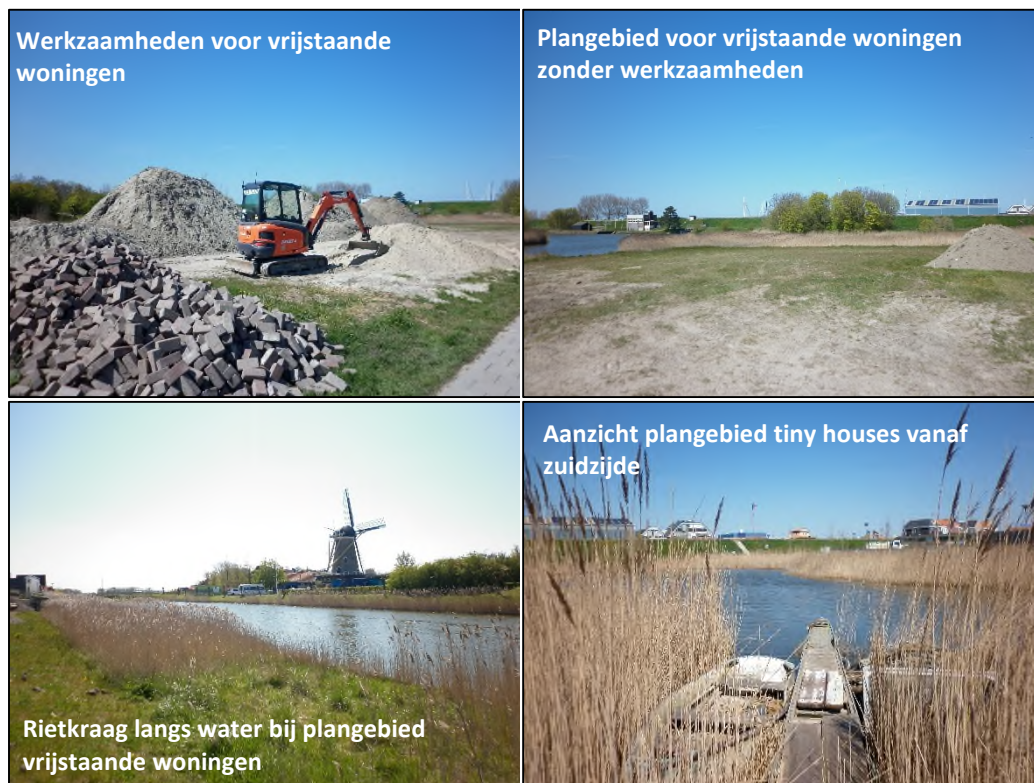 Werkzaamheden voor vrijstaande
woningen
Plangebied voor vrijstaande woningen
zonder werkzaamheden
Rietkraag langs water bij plangebied
vrijstaande woningen
Aanzicht plangebied tiny houses vanaf
zuidzijde